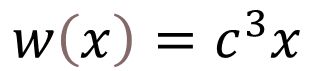 w(x) = c³x